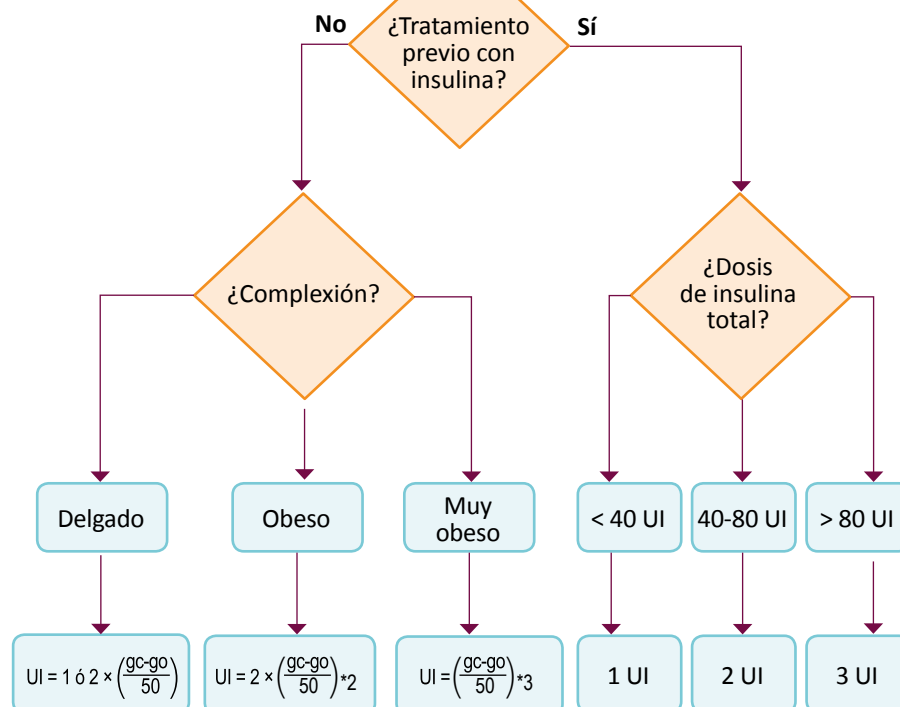 No
Sí
¿Tratamiento
previo con
insulina?
¿Complexión?
¿Dosis
de insulina
total?
Delgado
Obeso
Muy
obeso
< 40 UI
40-80 UI
> 80 UI
UI = 1 ó 2 × (gc-go/50)
UI = 2 × (gc-go/50)*2
UI = (gc-go/50)*3
1 UI
2 UI
3 UI